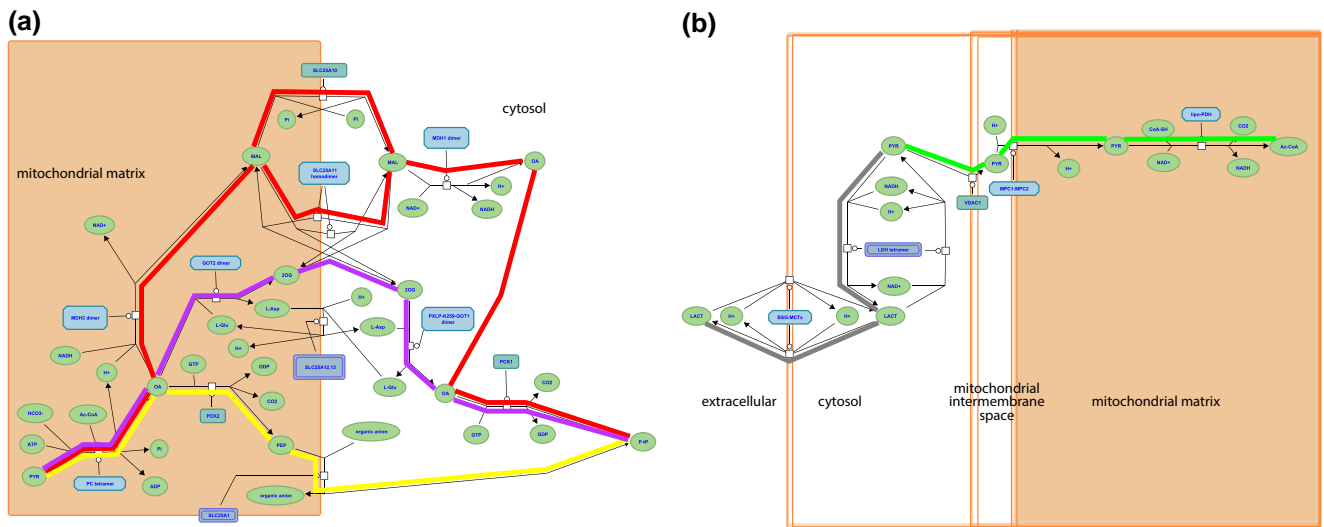 (a)
(b)
SLC25A10
cytosol
Pi
Pi
MDH1 dimer
MAL
MAL
OA
SLC25A11
homodimer
mitochondrial matrix
H+
NAD+
NADH
NAD+
GOT2 dimer
2OG
2OG
H+
L-Asp
MDH2 dimer
L-Glu
L-Asp
PXLP-K259-GOT1
dimer
H+
NADH
H+
GTP
GDP
SLC25A12,13
PCK1
OA
L-Glu
OA
CO2
CO2
HCO3-
Ac-CoA
PCK2
GTP
GDP
organic anion
ATP
Pi
PEP
PEP
PYR
PC tetramer
ADP
organic anion
SLC25A1
H+
CoA-SH
lipo-PDH
CO2
PYR
PYR
PYR
Ac-CoA
H+
NAD+
NADH
NADH
VDAC1
MPC1:MPC2
H+
LDH tetramer
NAD+
LACT
H+
BSG:MCTs
H+
LACT
extracellular
cytosol
mitochondrial
intermembrane
space
mitochondrial matrix